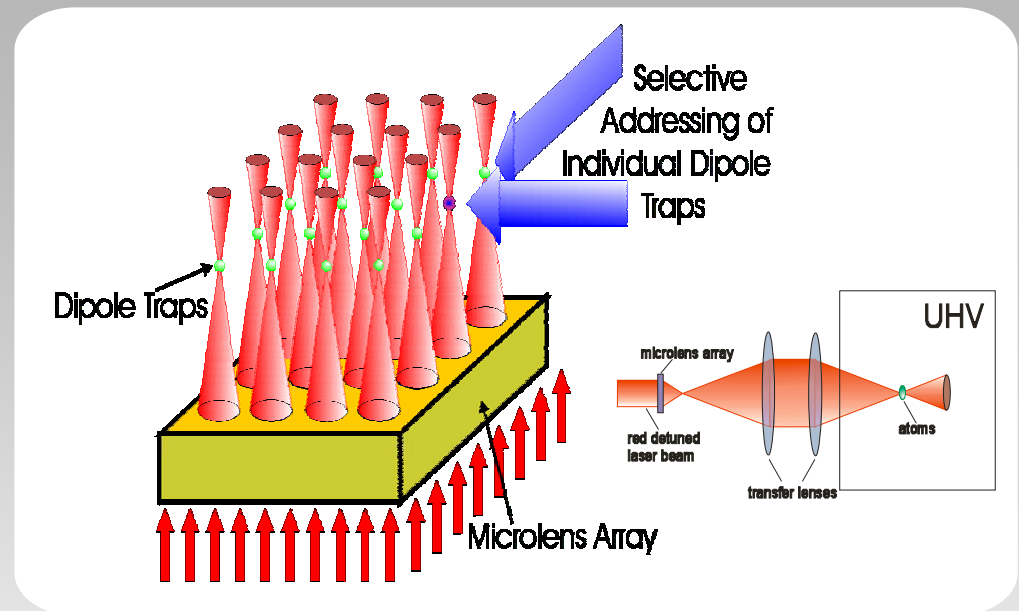 Selective
Addressing of
Individual Dipole
Traps
Dipole Traps
Microlens Array
UHV
microlens array
red detuned
laser beam
atoms
transfer lenses